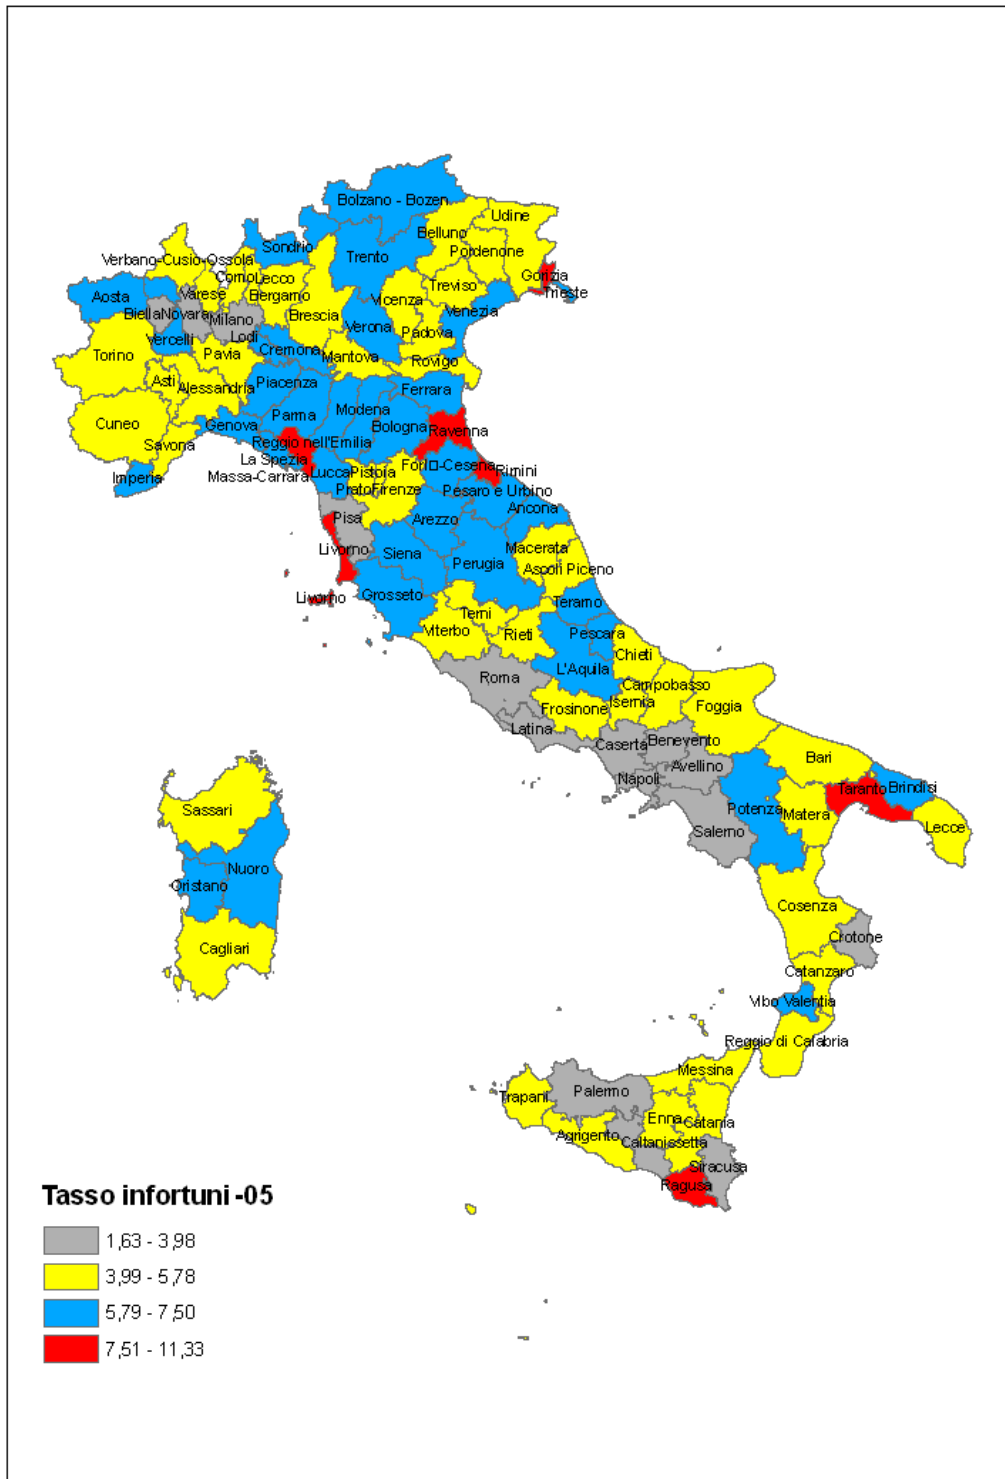 Bolzano - Bozen
Udine
Belluno
Sondrio
Pordenone
Trento
Verbano-Cusio-Ossola
Gorizia
Como
Lecco
Treviso
Trieste
Varese
Bergamo
Vicenza
Aosta
Venezia
Biella
Novara
Milano
Brescia
Verona
Padova
Lodi
Vercelli
Cremona
Torino
Pavia
Mantova
Rovigo
Asti
Alessandria
Piacenza
Ferrara
Cuneo
Parma
Modena
Genova
Bologna
Ravenna
Savona
Reggio nell'Emilia
La Spezia
Forl□-Cesena
Rimini
Imperia
Massa-Carrara
Lucca
Pistoia
Prato
Firenze
Pesaro e Urbino
Ancona
Pisa
Arezzo
Livorno
Siena
Macerata
Perugia
Ascoli Piceno
Livorno
Grosseto
Teramo
Terni
Viterbo
Rieti
Pescara
Chieti
L'Aquila
Roma
Campobasso
Frosinone
Isernia
Foggia
Latina
Caserta
Benevento
Bari
Avellino
Napoli
Taranto
Brindisi
Sassari
Potenza
Matera
Salerno
Lecce
Nuoro
Oristano
Cosenza
Cagliari
Crotone
Catanzaro
Vibo Valentia
Reggio di Calabria
Messina
Trapani
Palermo
Enna
Catania
Agrigento
Caltanissetta
Siracusa
Ragusa
Tasso infortuni -05
1,63 - 3,98
3,99 - 5,78
5,79 - 7,50
7,51 - 11,33